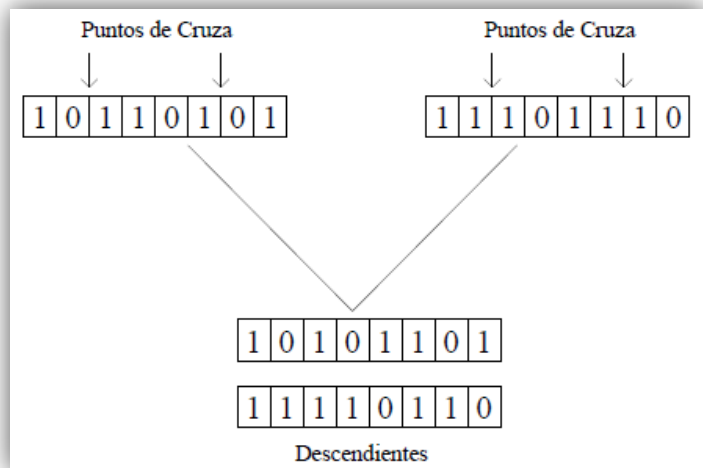 Puntos de Cruza Puntos de Cruza
1 0 1 1 0 1 0 1 1 1 1 0 1 1 1 0
1 0 1 0 1 1 0 1
1 1 1 1 0 1 1 0
Descendientes